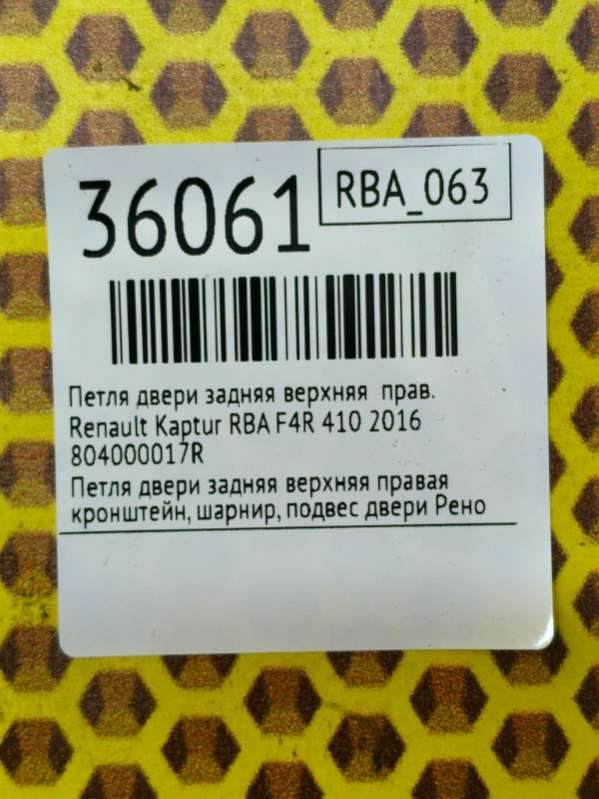 36061
RBA_063
Петля двери задняя верхняя прав.
Renault Kaptur RBA F4R 410 2016
804000017R
Петля двери задняя верхняя правая
кронштейн, шарнир, подвес двери Рено